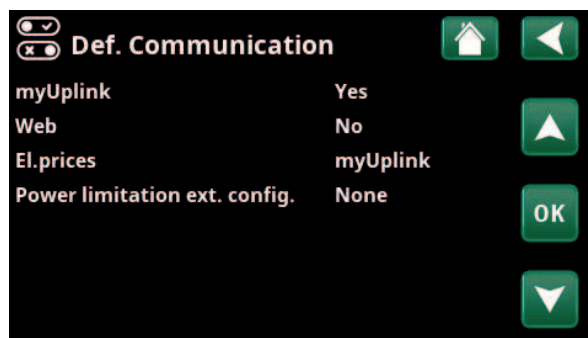 Def. Communication
myUplink Yes
Web No
El.prices myUplink
Power limitation ext. config. None
OK